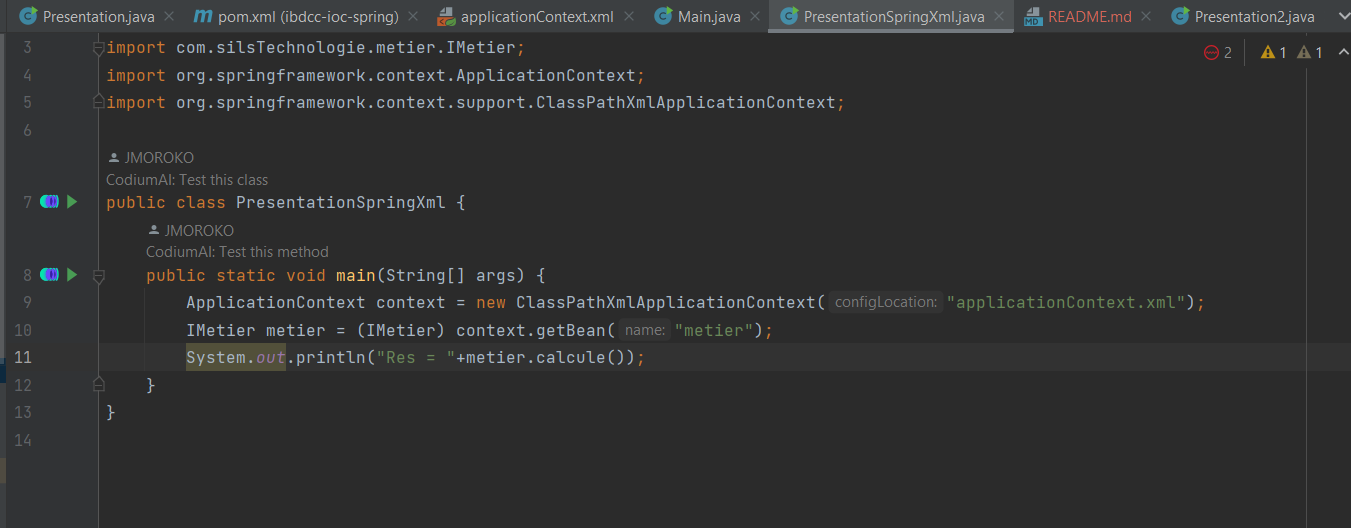 Presentation.java pom.xml (ibdcc-ioc-spring) applicationContext.xml Main.java PresentationSpringXml.java README.md Presentation2.java
3 import com.silsTechnologie.metier.IMetier; 2 1 1
4 import org.springframework.context.ApplicationContext;
5 import org.springframework.context.support.ClassPathXmlApplicationContext;
6
JMOROKO
CodiumAI: Test this class
7 public class PresentationSpringXml {
JMOROKO
CodiumAI: Test this method
8 public static void main(String[] args) {
9 ApplicationContext context = new ClassPathXmlApplicationContext( configLocation: "applicationContext.xml");
10 IMetier metier = (IMetier) context.getBean( name: "metier");
11 System.out.println("Res = "+metier.calcule());
12 }
13 }
14